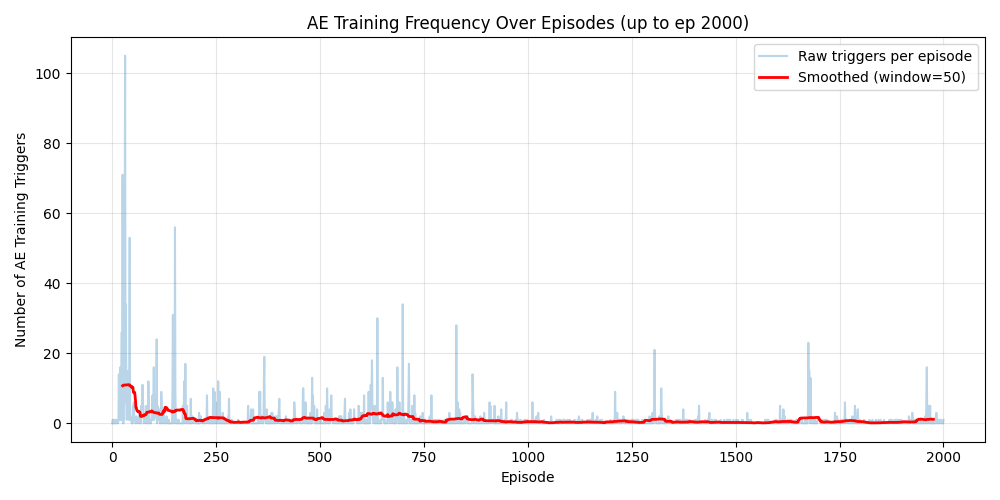 AE Training Frequency Over Episodes (up to ep 2000)
Raw triggers per episode
Smoothed (window=50)
Number of AE Training Triggers
100
80
60
40
20
0
0 250 500 750 1000 1250 1500 1750 2000
Episode